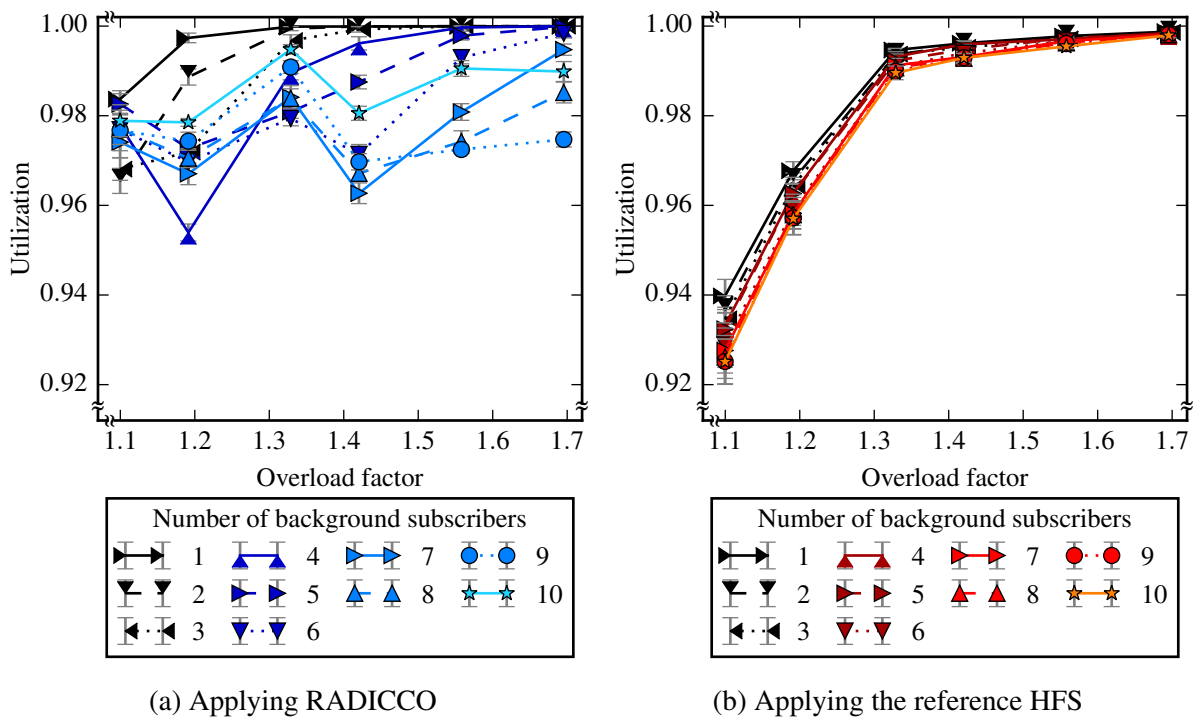 1.00
0.98
0.96
0.94
0.92
Utilization
1.1 1.2 1.3 1.4 1.5 1.6 1.7
Overload factor
Number of background subscribers
1 4 7 9
2 5 8 10
3 6
(a) Applying RADICCO
1.00
0.98
0.96
0.94
0.92
Utilization
1.1 1.2 1.3 1.4 1.5 1.6 1.7
Overload factor
Number of background subscribers
1 4 7 9
2 5 8 10
3 6
(b) Applying the reference HFS